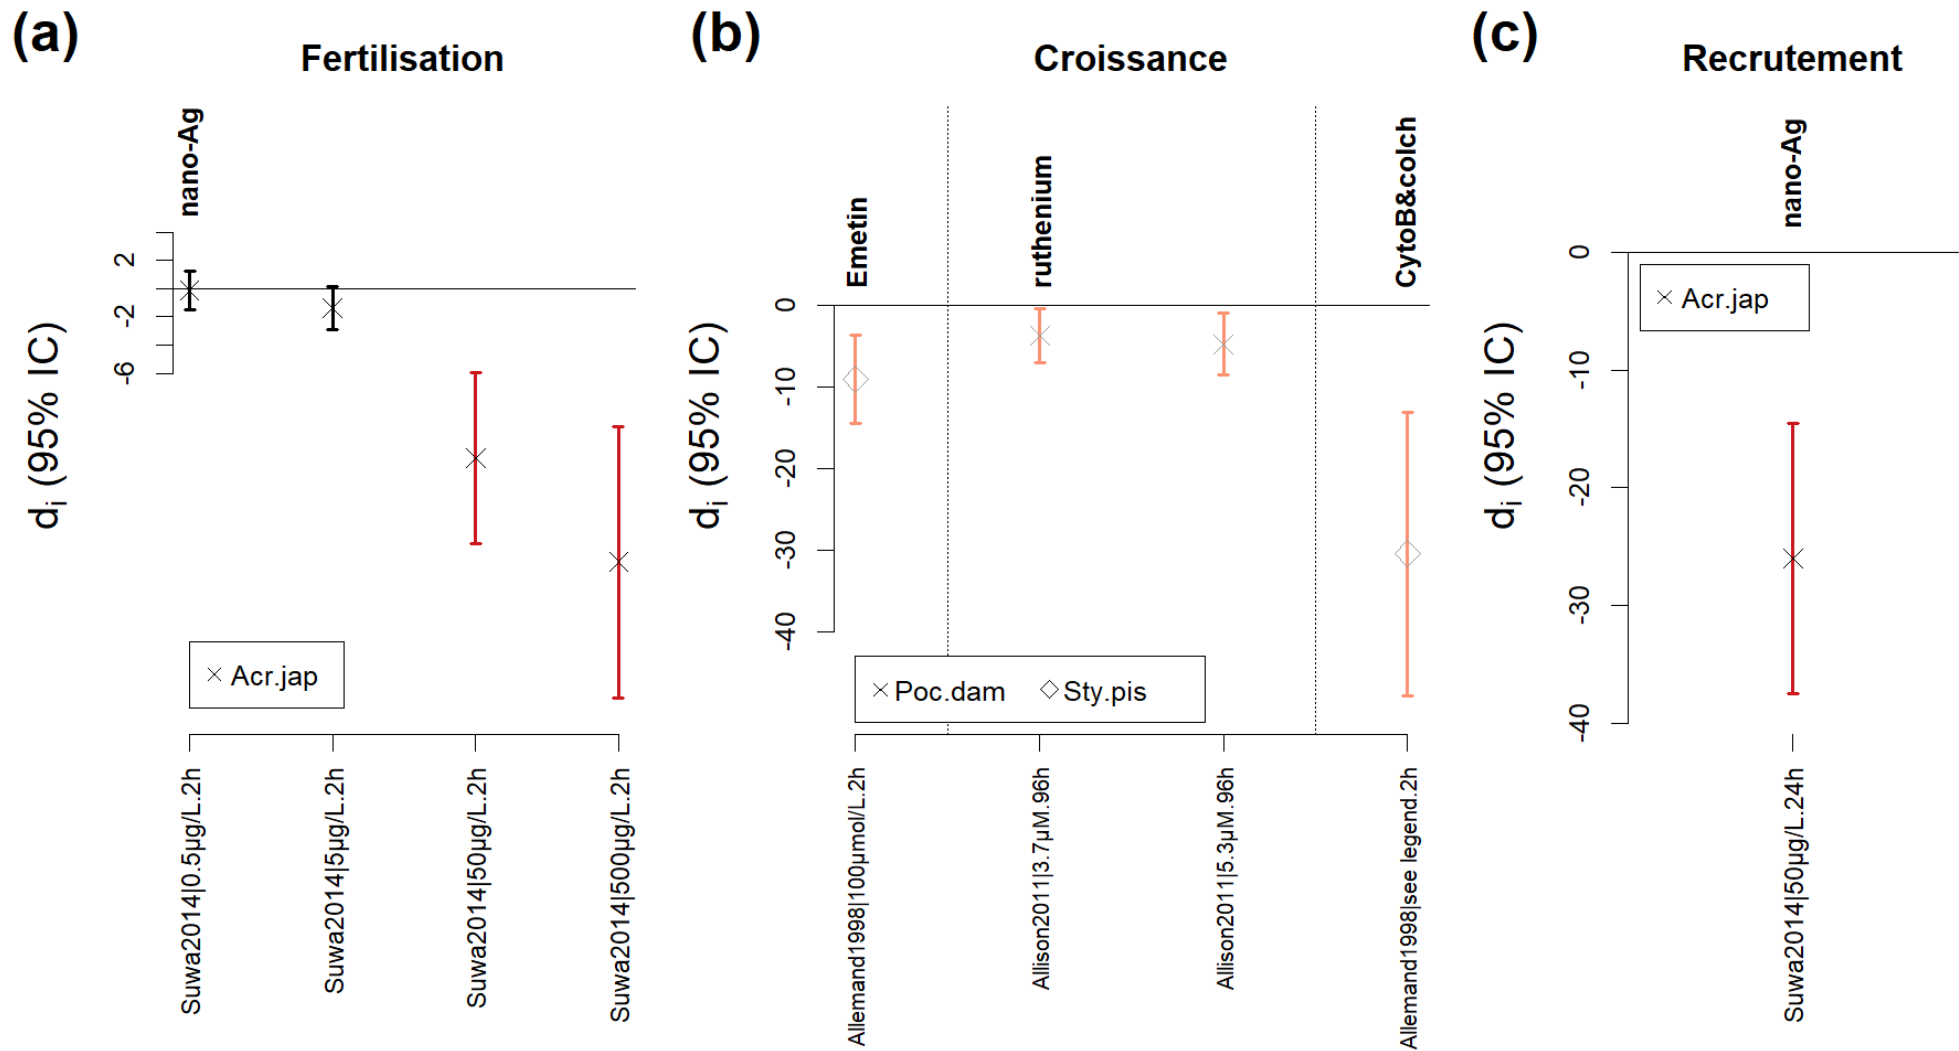 (a)
Fertilisation
nano-Ag
2
-2
-6
di (95% IC)
Acr.jap
Suwa2014|0.5µg/L.2h
Suwa2014|5µg/L.2h
Suwa2014|50µg/L.2h
Suwa2014|500µg/L.2h
(b)
Croissance
Emetin
ruthenium
CytoB&colch
0
-10
-20
-30
-40
di (95% IC)
Poc.dam
Sty.pis
Allemand1998|100µmol/L.2h
Allison2011|3.7µM.96h
Allison2011|5.3µM.96h
Allemand1998|see legend.2h
(c)
Recrutement
nano-Ag
0
-10
-20
-30
-40
di (95% IC)
Acr.jap
Suwa2014|50µg/L.24h